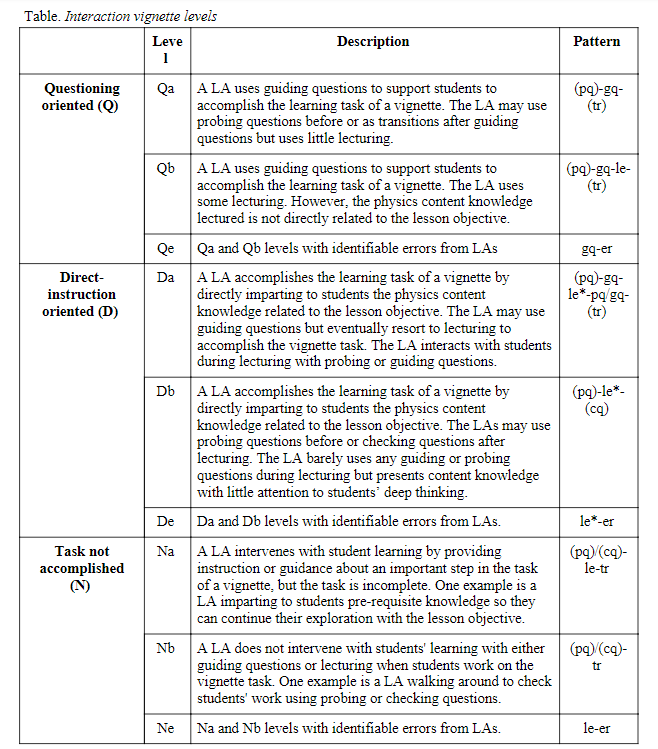 Table. Interaction vignette levels
Leve
l
Description
Pattern
Questioning
oriented (Q)
Qa
A LA uses guiding questions to support students to
accomplish the learning task of a vignette. The LA may use
probing questions before or as transitions after guiding
questions but uses little lecturing.
(pq)-gq-
(tr)
Qb
A LA uses guiding questions to support students to
accomplish the learning task of a vignette. The LA uses
some lecturing. However, the physics content knowledge
lectured is not directly related to the lesson objective.
(pq)-gq-le-
(tr)
Qe
Qa and Qb levels with identifiable errors from LAs
gq-er
Direct-
instruction
oriented (D)
Da
A LA accomplishes the learning task of a vignette by
directly imparting to students the physics content
knowledge related to the lesson objective. The LA may use
guiding questions but eventually resort to lecturing to
accomplish the vignette task. The LA interacts with students
during lecturing with probing or guiding questions.
(pq)-gq-
le*-pq/gq-
(tr)
Db
A LA accomplishes the learning task of a vignette by
directly imparting to students the physics content
knowledge related to the lesson objective. The LAs may use
probing questions before or checking questions after
lecturing. The LA barely uses any guiding or probing
questions during lecturing but presents content knowledge
with little attention to students’ deep thinking.
(pq)-le*-
(cq)
De
Da and Db levels with identifiable errors from LAs.
le*-er
Task not
accomplished
(N)
Na
A LA intervenes with student learning by providing
instruction or guidance about an important step in the task
of a vignette, but the task is incomplete. One example is a
LA imparting to students pre-requisite knowledge so they
can continue their exploration with the lesson objective.
(pq)/(cq)-
le-tr
Nb
A LA does not intervene with students' learning with either
guiding questions or lecturing when students work on the
vignette task. One example is a LA walking around to check
students' work using probing or checking questions.
(pq)/(cq)-
tr
Ne
Na and Nb levels with identifiable errors from LAs.
le-er